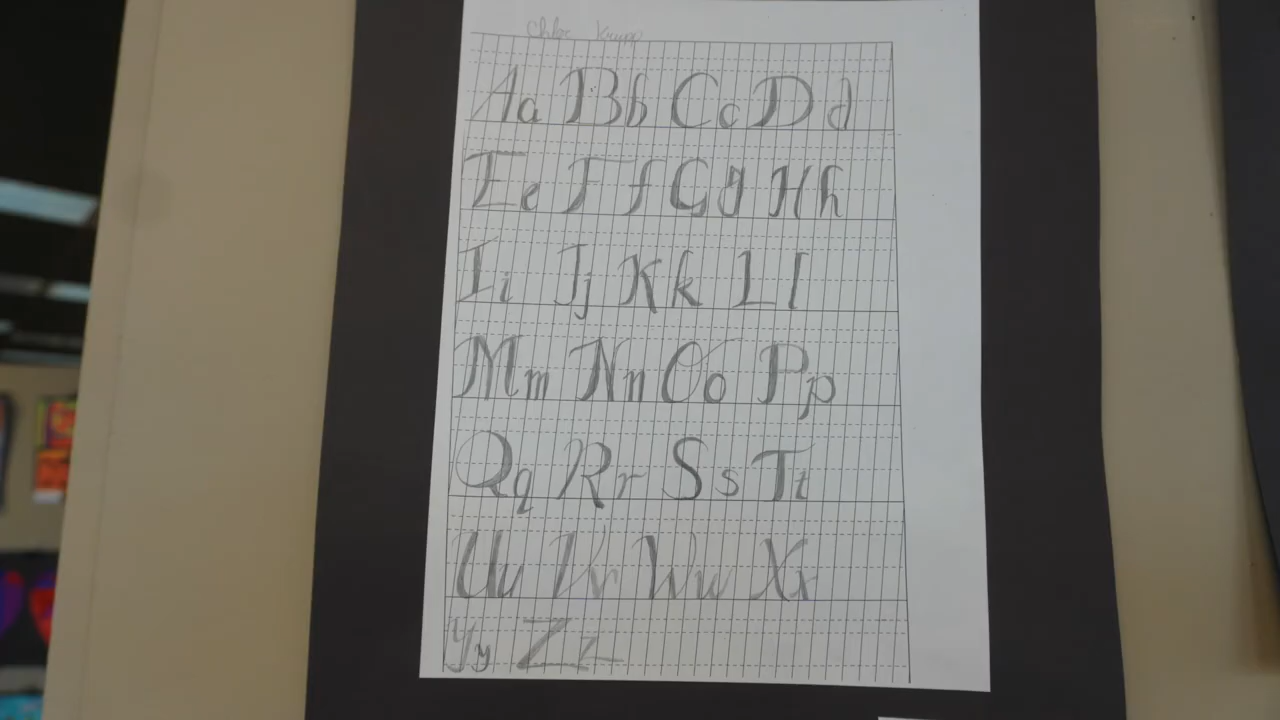 Chloe
Aa Bb Cc Dd
Ee Ff Gg Hh
Ii Jj Kk Ll
Mm Nn Oo Pp
Qq Rr Ss Tt
Uu Vv Ww Xx
Yy Zz